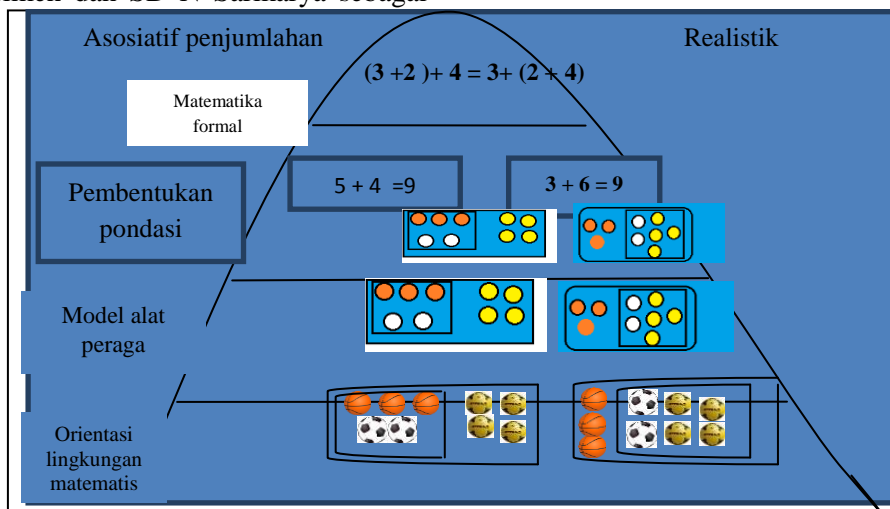 Asosiatif penjumlahan
Realistik
(3 +2 )+ 4 = 3+ (2 + 4)
Matematika
formal
5 + 4 =9
3 + 6 = 9
Pembentukan
pondasi
Model alat
peraga
Orientasi
lingkungan
matematis